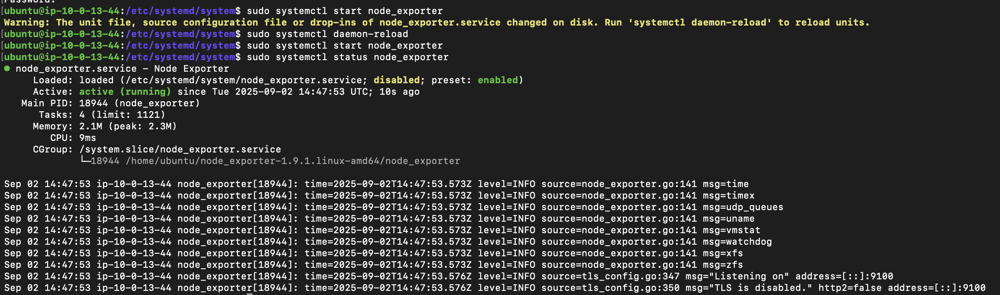 [Password:
[ubuntu@ip-10-0-13-44:/etc/systemd/system$ sudo systemctl start node_exporter
Warning: The unit file, source configuration file or drop-ins of node_exporter.service changed on disk. Run 'systemctl daemon-reload' to reload units.
[ubuntu@ip-10-0-13-44:/etc/systemd/system$ sudo systemctl daemon-reload
[ubuntu@ip-10-0-13-44:/etc/systemd/system$ sudo systemctl start node_exporter
[ubuntu@ip-10-0-13-44:/etc/systemd/system$ sudo systemctl status node_exporter
● node_exporter.service - Node Exporter
Loaded: loaded (/etc/systemd/system/node_exporter.service; disabled; preset: enabled)
Active: active (running) since Tue 2025-09-02 14:47:53 UTC; 10s ago
Main PID: 18944 (node_exporter)
Tasks: 4 (limit: 1121)
Memory: 2.1M (peak: 2.3M)
CPU: 9ms
CGroup: /system.slice/node_exporter.service
└─18944 /home/ubuntu/node_exporter-1.9.1.linux-amd64/node_exporter
Sep 02 14:47:53 ip-10-0-13-44 node_exporter[18944]: time=2025-09-02T14:47:53.573Z level=INFO source=node_exporter.go:141 msg=time
Sep 02 14:47:53 ip-10-0-13-44 node_exporter[18944]: time=2025-09-02T14:47:53.573Z level=INFO source=node_exporter.go:141 msg=timex
Sep 02 14:47:53 ip-10-0-13-44 node_exporter[18944]: time=2025-09-02T14:47:53.573Z level=INFO source=node_exporter.go:141 msg=udp_queues
Sep 02 14:47:53 ip-10-0-13-44 node_exporter[18944]: time=2025-09-02T14:47:53.573Z level=INFO source=node_exporter.go:141 msg=uname
Sep 02 14:47:53 ip-10-0-13-44 node_exporter[18944]: time=2025-09-02T14:47:53.573Z level=INFO source=node_exporter.go:141 msg=vmstat
Sep 02 14:47:53 ip-10-0-13-44 node_exporter[18944]: time=2025-09-02T14:47:53.573Z level=INFO source=node_exporter.go:141 msg=watchdog
Sep 02 14:47:53 ip-10-0-13-44 node_exporter[18944]: time=2025-09-02T14:47:53.573Z level=INFO source=node_exporter.go:141 msg=xfs
Sep 02 14:47:53 ip-10-0-13-44 node_exporter[18944]: time=2025-09-02T14:47:53.573Z level=INFO source=node_exporter.go:141 msg=zfs
Sep 02 14:47:53 ip-10-0-13-44 node_exporter[18944]: time=2025-09-02T14:47:53.576Z level=INFO source=tls_config.go:347 msg="Listening on" address=[::]:9100
Sep 02 14:47:53 ip-10-0-13-44 node_exporter[18944]: time=2025-09-02T14:47:53.576Z level=INFO source=tls_config.go:350 msg="TLS is disabled." http2=false address=[::]:9100